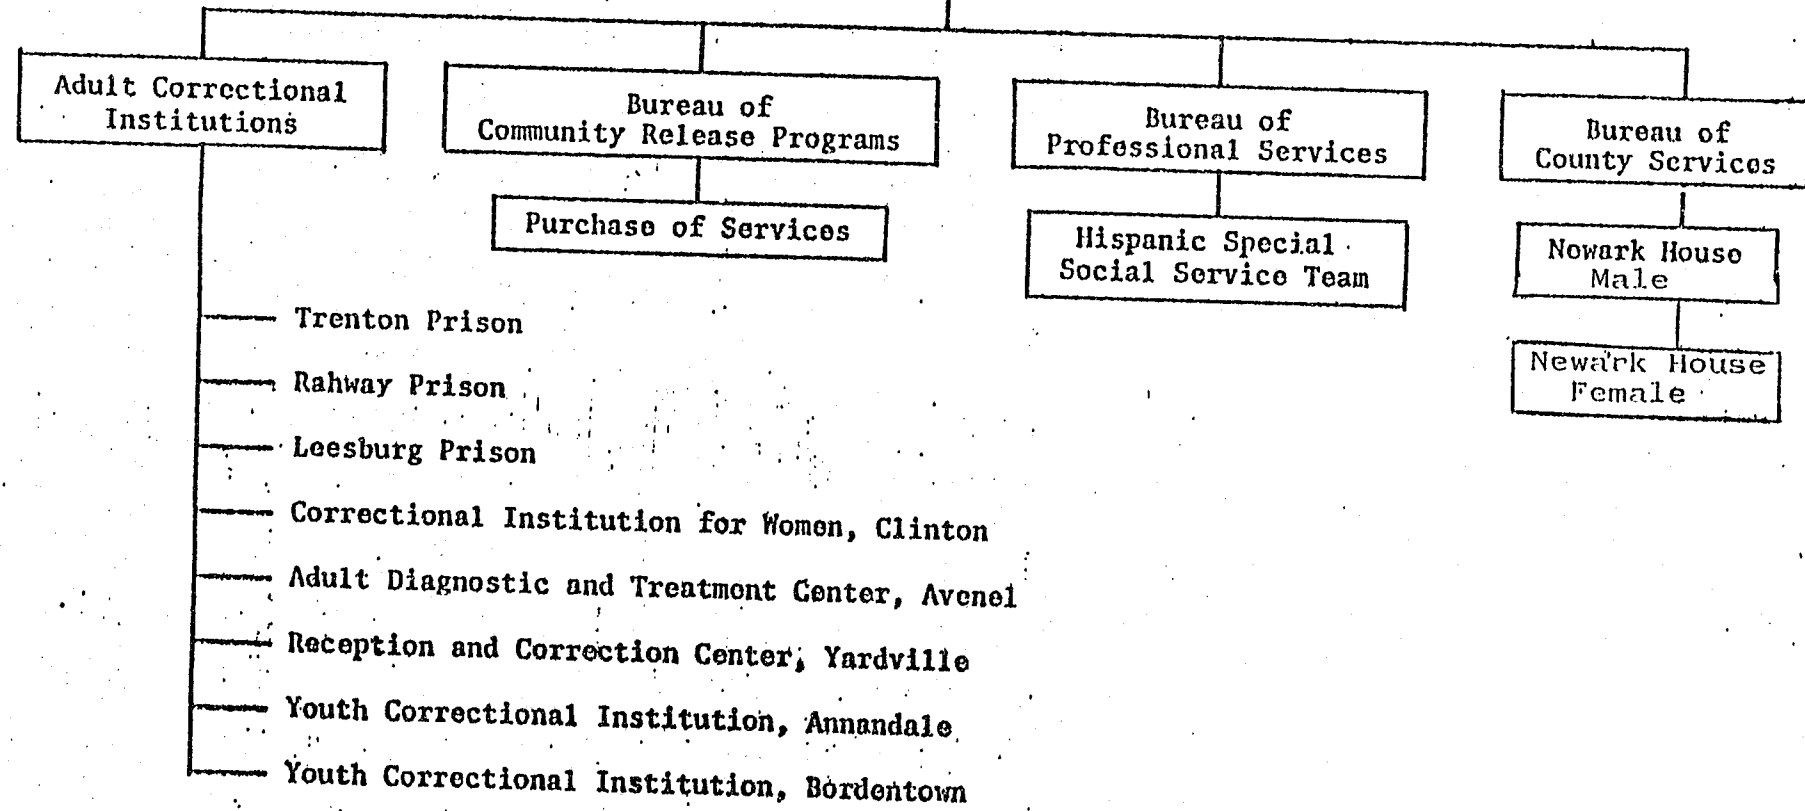 Adult Correctional
Institutions
Bureau of
Community Release Programs
Bureau of
Professional Services
Bureau of
County Services
Purchase of Services
Hispanic Special
Social Service Team
Newark House
Male
Newark House
Female
Trenton Prison
Rahway Prison
Leesburg Prison
Correctional Institution for Women, Clinton
Adult Diagnostic and Treatment Center, Avenel
Reception and Correction Center, Yardville
Youth Correctional Institution, Annandale
Youth Correctional Institution, Bordentown